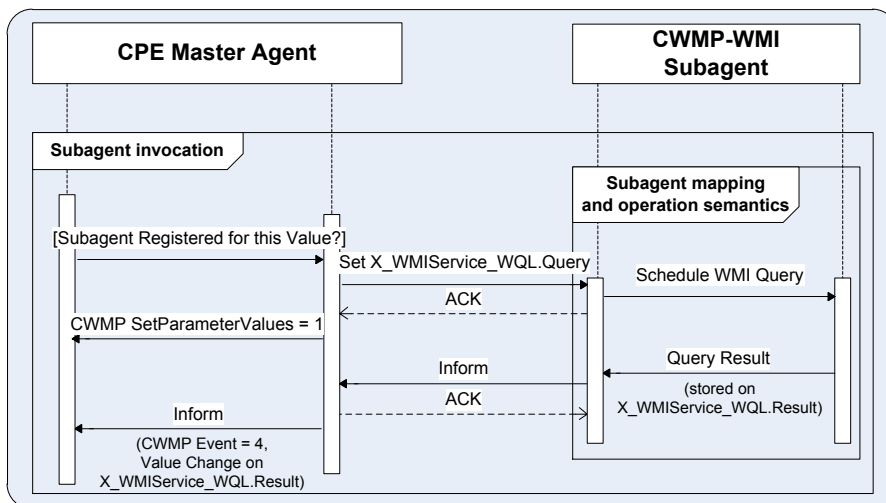 CPE Master Agent
CWMP-WMI
Subagent
Subagent invocation
Subagent mapping
and operation semantics
[Subagent Registered for this Value?]
Set X_WMIService_WQL.Query
Schedule WMI Query
ACK
CWMP SetParameterValues = 1
Query Result
Inform
(stored on
X_WMIService_WQL.Result)
ACK
Inform
(CWMP Event = 4,
Value Change on
X_WMIService_WQL.Result)